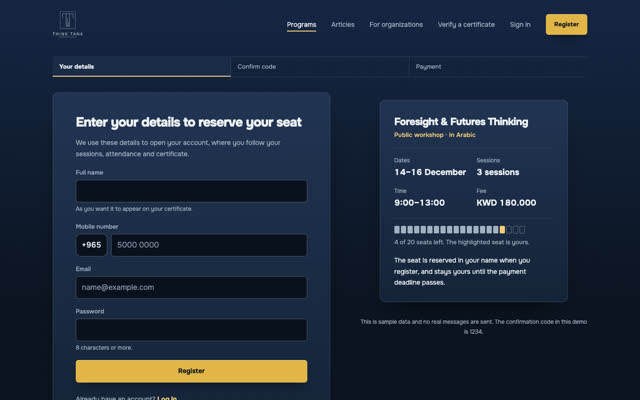 THINK TANK
Programs
Articles
For organizations
Verify a certificate
Sign in
Register
Your details
Confirm code
Payment
Enter your details to reserve your seat
We use these details to open your account, where you follow your
sessions, attendance and certificate.
Full name
As you want it to appear on your certificate.
Mobile number
+965
5000 0000
Email
name@example.com
Password
8 characters or more.
Register
Already have an account? Log in
Foresight & Futures Thinking
Public workshop · in Arabic
Dates
14–16 December
Sessions
3 sessions
Time
9:00–13:00
Fee
KWD 180.000
4 of 20 seats left. The highlighted seat is yours.
The seat is reserved in your name when you
register, and stays yours until the payment
deadline passes.
This is sample data and no real messages are sent. The confirmation code in this demo
is 1234.